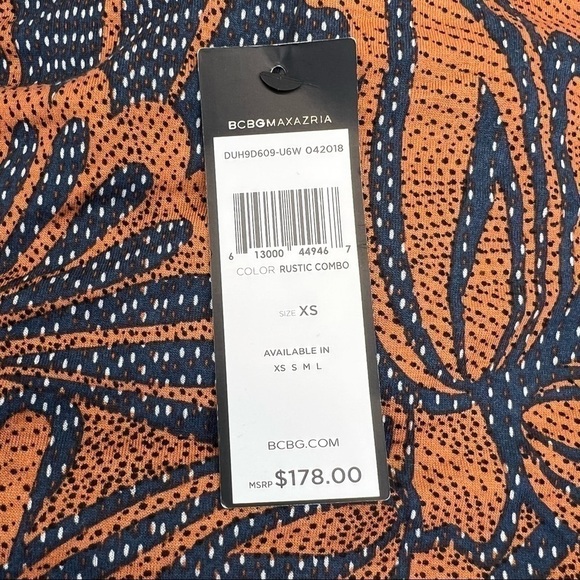 BCBGMAXAZRIA
DUH9D609-U6W 042018
6 13000 44946 7
COLOR RUSTIC COMBO
SIZE XS
AVAILABLE IN
XS S M L
BCBG.COM
MSRP $178.00